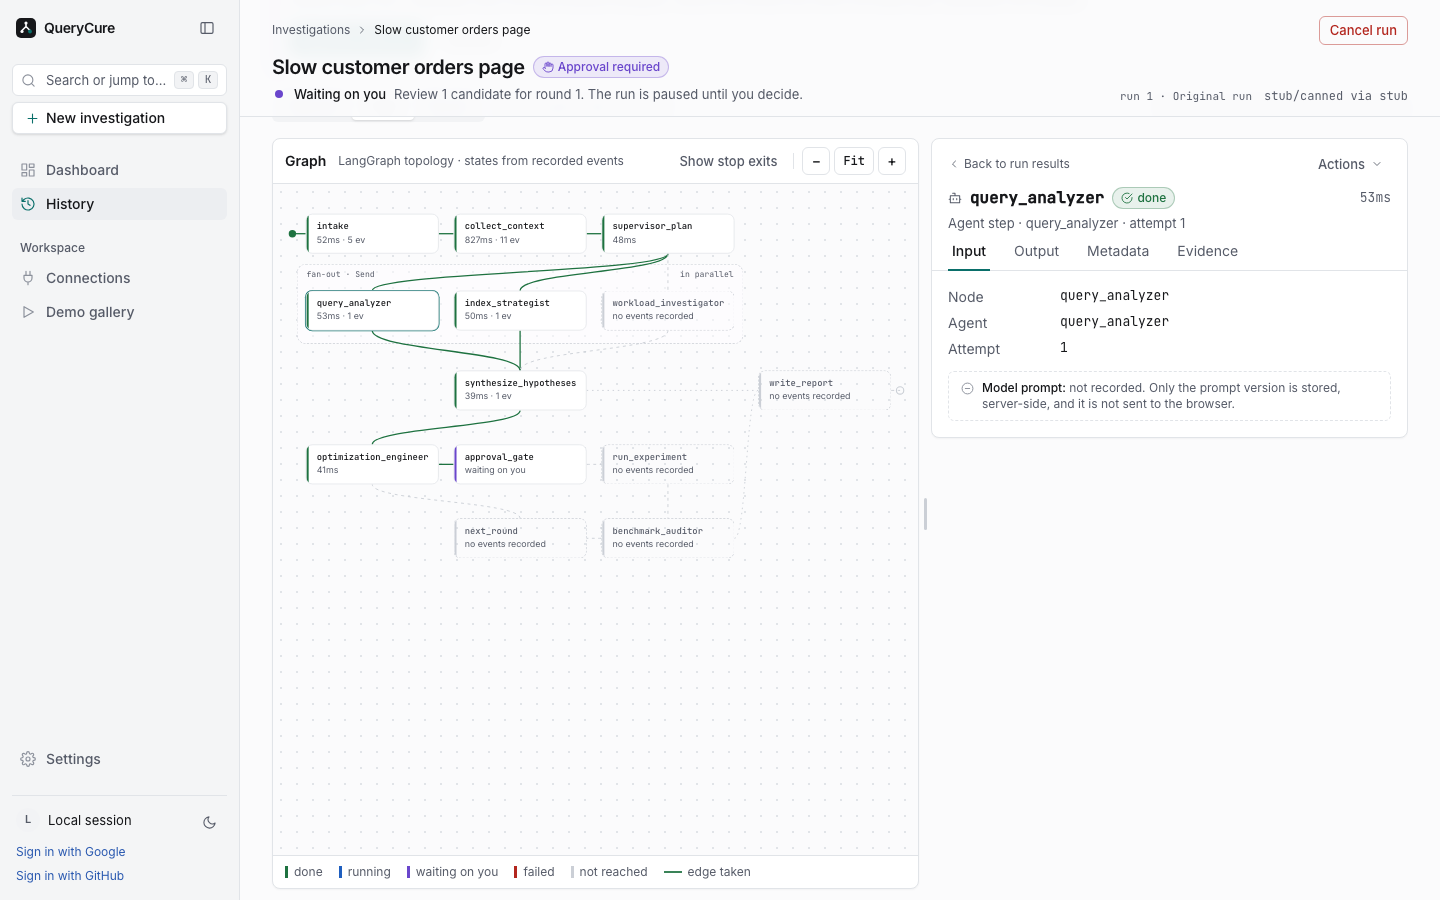 QueryCure
Search or jump to... ⌘ K
New investigation
Dashboard
History
Workspace
Connections
Demo gallery
Settings
L Local session
Sign in with Google
Sign in with GitHub
Investigations > Slow customer orders page
Cancel run
Slow customer orders page Approval required
Waiting on you Review 1 candidate for round 1. The run is paused until you decide.
run 1 · Original run stub/canned via stub
Graph LangGraph topology · states from recorded events Show stop exits − Fit +
intake
52ms · 5 ev
collect_context
827ms · 11 ev
supervisor_plan
48ms
fan-out · Send
in parallel
query_analyzer
53ms · 1 ev
index_strategist
50ms · 1 ev
workload_investigator
no events recorded
synthesize_hypotheses
39ms · 1 ev
write_report
no events recorded
optimization_engineer
41ms
approval_gate
waiting on you
run_experiment
no events recorded
next_round
no events recorded
benchmark_auditor
no events recorded
done running waiting on you failed not reached edge taken
Back to run results
Actions
query_analyzer done 53ms
Agent step · query_analyzer · attempt 1
Input Output Metadata Evidence
Node query_analyzer
Agent query_analyzer
Attempt 1
Model prompt: not recorded. Only the prompt version is stored,
server-side, and it is not sent to the browser.